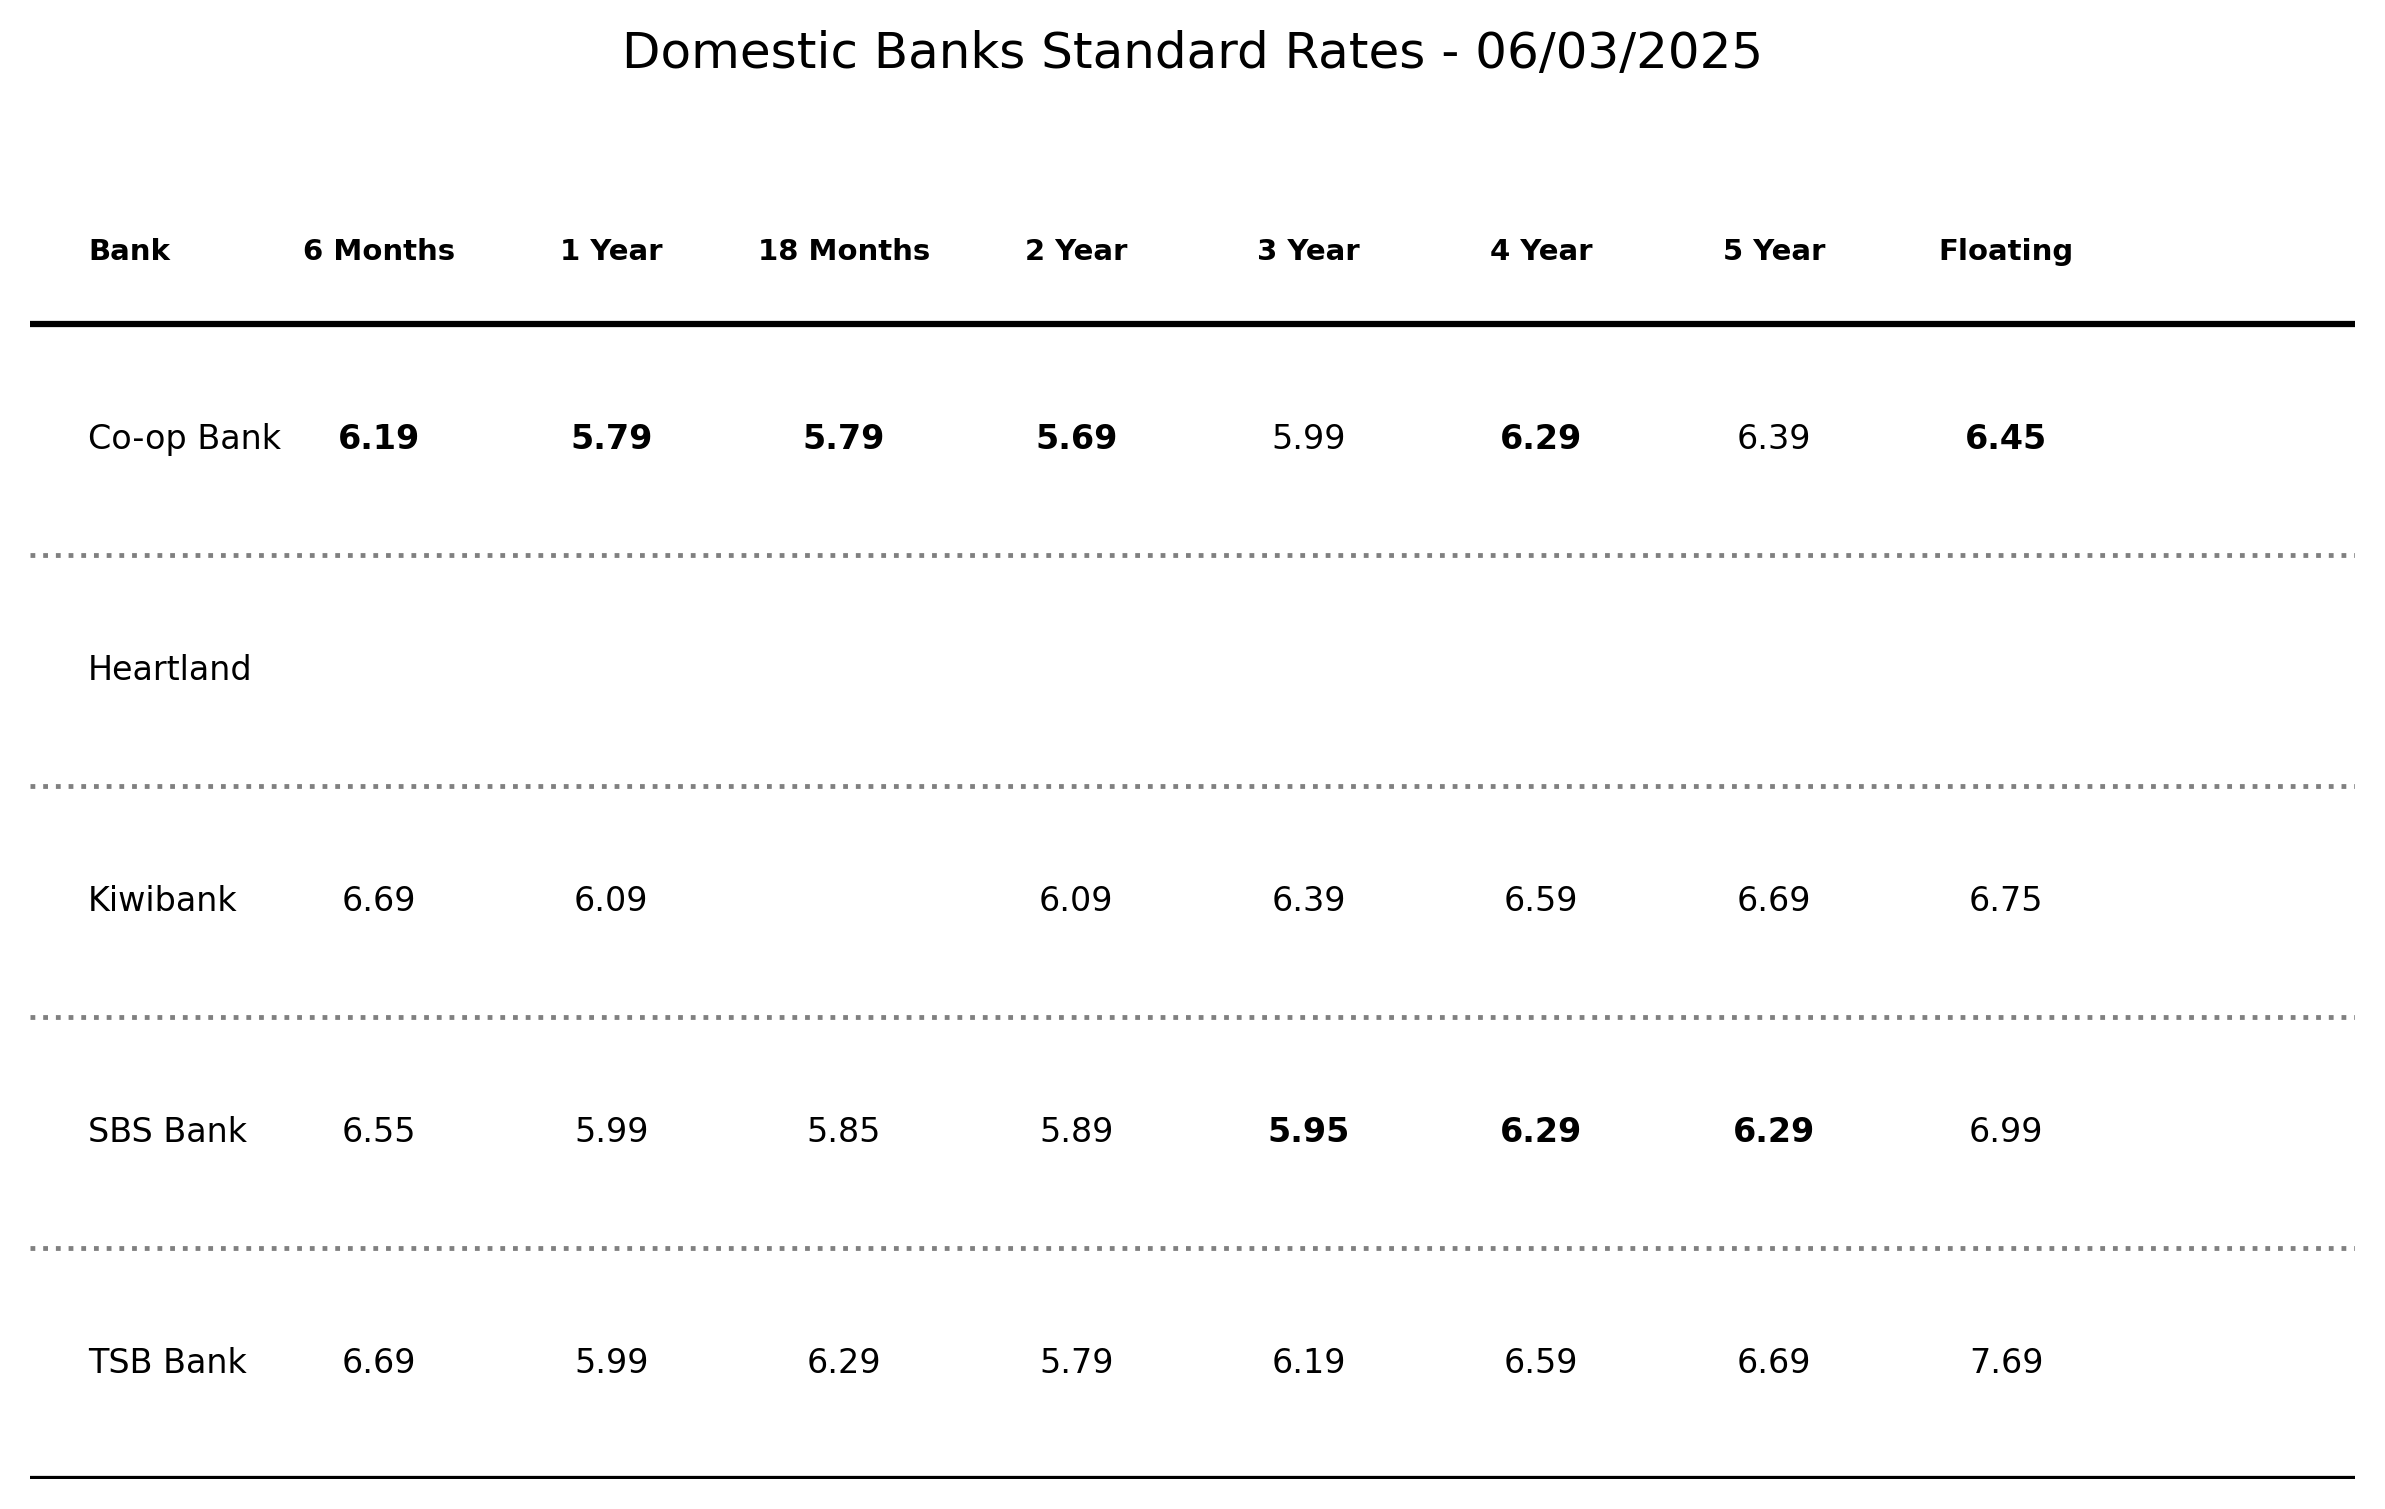 Domestic Banks Standard Rates - 06/03/2025
Bank 6 Months 1 Year 18 Months 2 Year 3 Year 4 Year 5 Year Floating
Co-op Bank 6.19 5.79 5.79 5.69 5.99 6.29 6.39 6.45
Heartland
Kiwibank 6.69 6.09 6.09 6.39 6.59 6.69 6.75
SBS Bank 6.55 5.99 5.85 5.89 5.95 6.29 6.29 6.99
TSB Bank 6.69 5.99 6.29 5.79 6.19 6.59 6.69 7.69